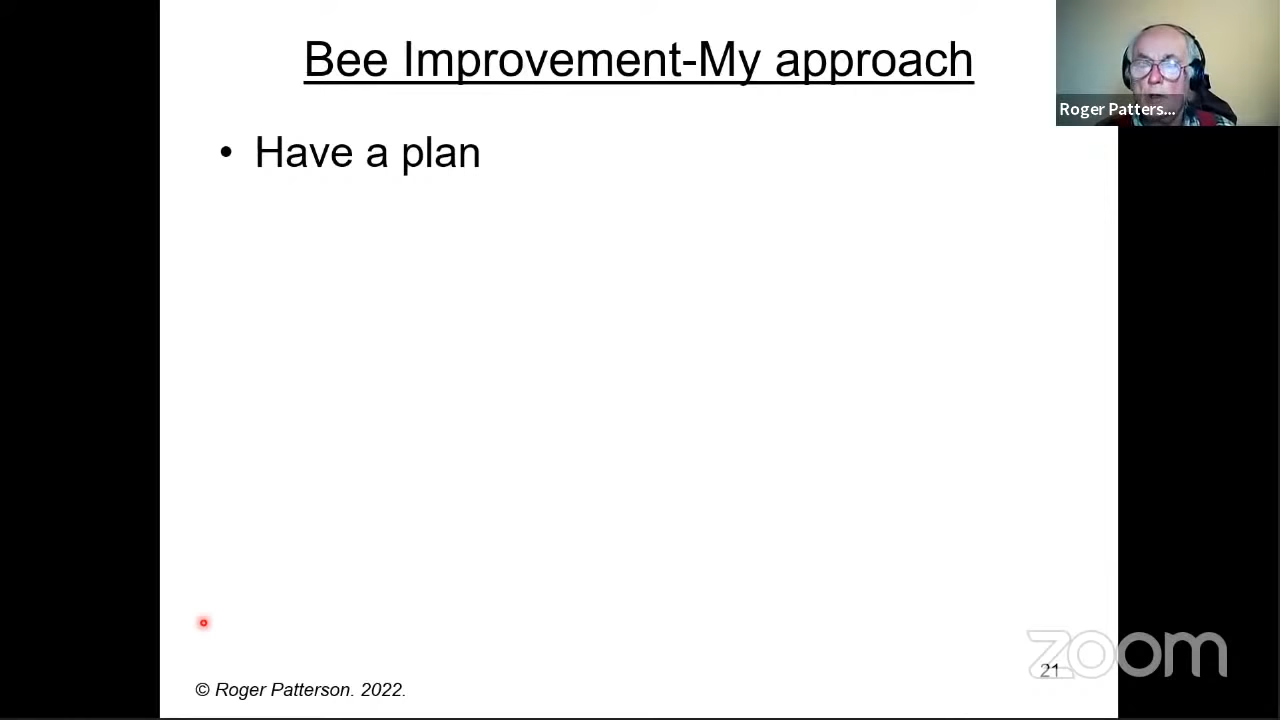 Bee Improvement-My approach
Roger Patters...
• Have a plan
zoom
21
© Roger Patterson. 2022.